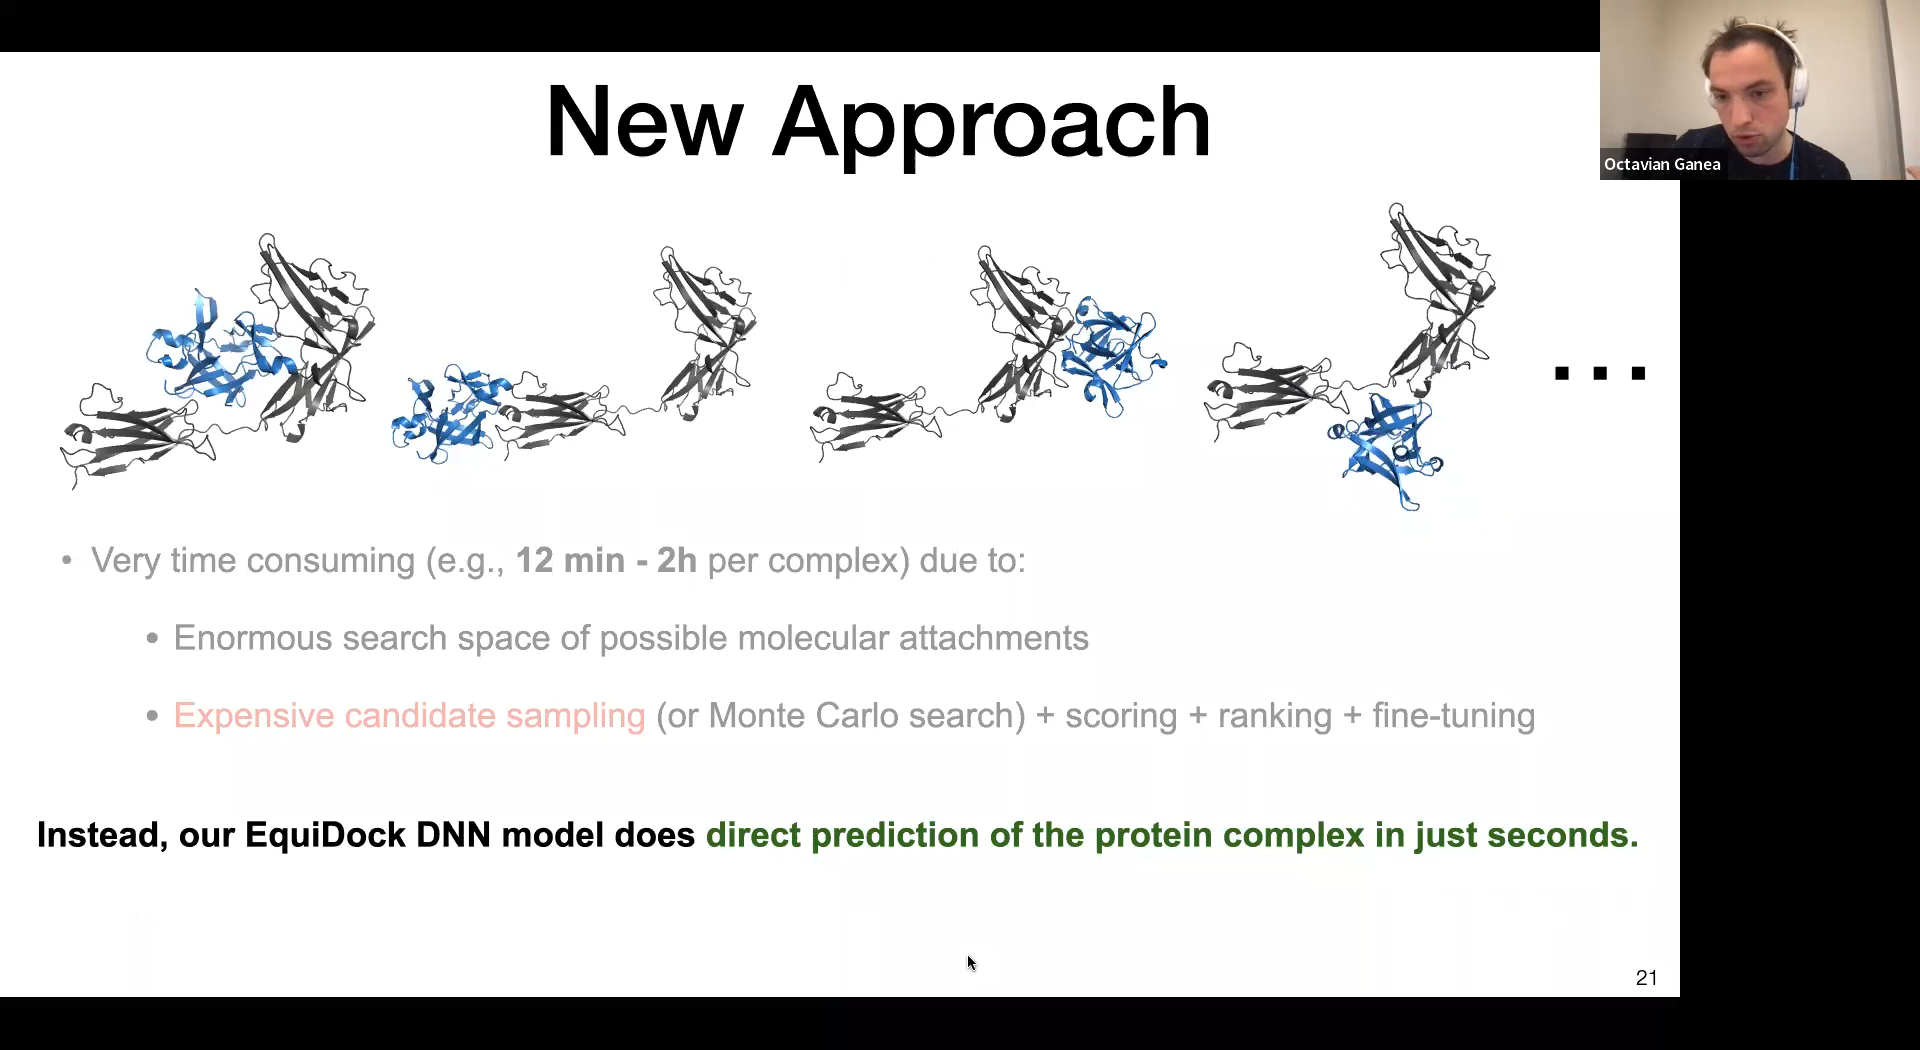 New Approach
Octavian Ganea
...
• Very time consuming (e.g., 12 min - 2h per complex) due to:
• Enormous search space of possible molecular attachments
• Expensive candidate sampling (or Monte Carlo search) + scoring + ranking + fine-tuning
Instead, our EquiDock DNN model does direct prediction of the protein complex in just seconds.
21